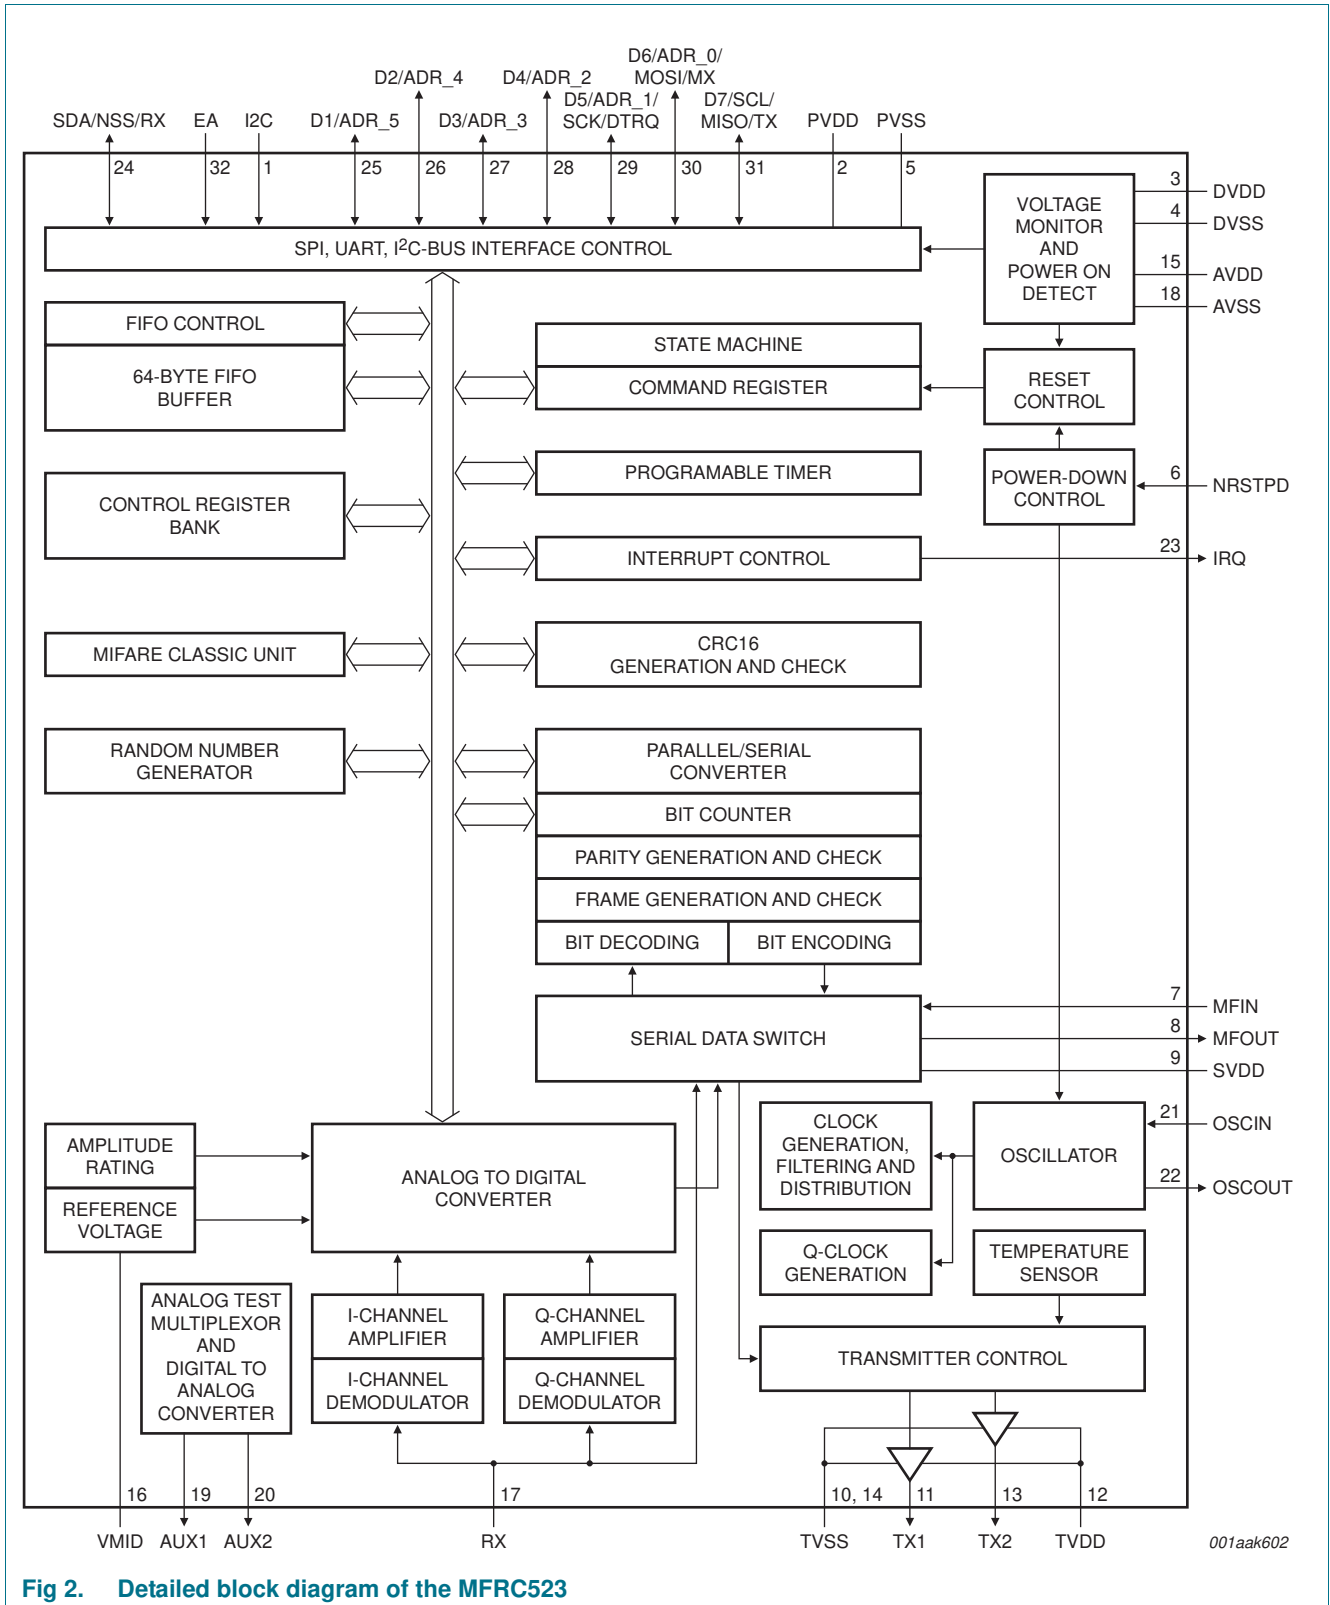 D6/ADR_0/
MOSI/MX
D2/ADR_4
D4/ADR_2
D5/ADR_1/
SCK/DTRQ
D7/SCL/
MISO/TX
SDA/NSS/RX
EA
I2C
D1/ADR_5
D3/ADR_3
PVDD
PVSS
24
32
1
25
26
27
28
29
30
31
2
5
3
DVDD
4
DVSS
15
AVDD
18
AVSS
VOLTAGE
MONITOR
AND
POWER ON
DETECT
SPI, UART, I2C-BUS INTERFACE CONTROL
FIFO CONTROL
64-BYTE FIFO
BUFFER
STATE MACHINE
COMMAND REGISTER
RESET
CONTROL
PROGRAMABLE TIMER
POWER-DOWN
CONTROL
6
NRSTPD
CONTROL REGISTER
BANK
INTERRUPT CONTROL
23
IRQ
MIFARE CLASSIC UNIT
CRC16
GENERATION AND CHECK
RANDOM NUMBER
GENERATOR
PARALLEL/SERIAL
CONVERTER
BIT COUNTER
PARITY GENERATION AND CHECK
FRAME GENERATION AND CHECK
BIT DECODING
BIT ENCODING
SERIAL DATA SWITCH
7
MFIN
8
MFOUT
9
SVDD
AMPLITUDE
RATING
REFERENCE
VOLTAGE
ANALOG TO DIGITAL
CONVERTER
CLOCK
GENERATION,
FILTERING AND
DISTRIBUTION
OSCILLATOR
21
OSCIN
22
OSCOUT
Q-CLOCK
GENERATION
TEMPERATURE
SENSOR
ANALOG TEST
MULTIPLEXOR
AND
DIGITAL TO
ANALOG
CONVERTER
I-CHANNEL
AMPLIFIER
I-CHANNEL
DEMODULATOR
Q-CHANNEL
AMPLIFIER
Q-CHANNEL
DEMODULATOR
TRANSMITTER CONTROL
16
19
20
17
10, 14
11
13
12
VMID
AUX1
AUX2
RX
TVSS
TX1
TX2
TVDD
001aak602
Fig 2. Detailed block diagram of the MFRC523